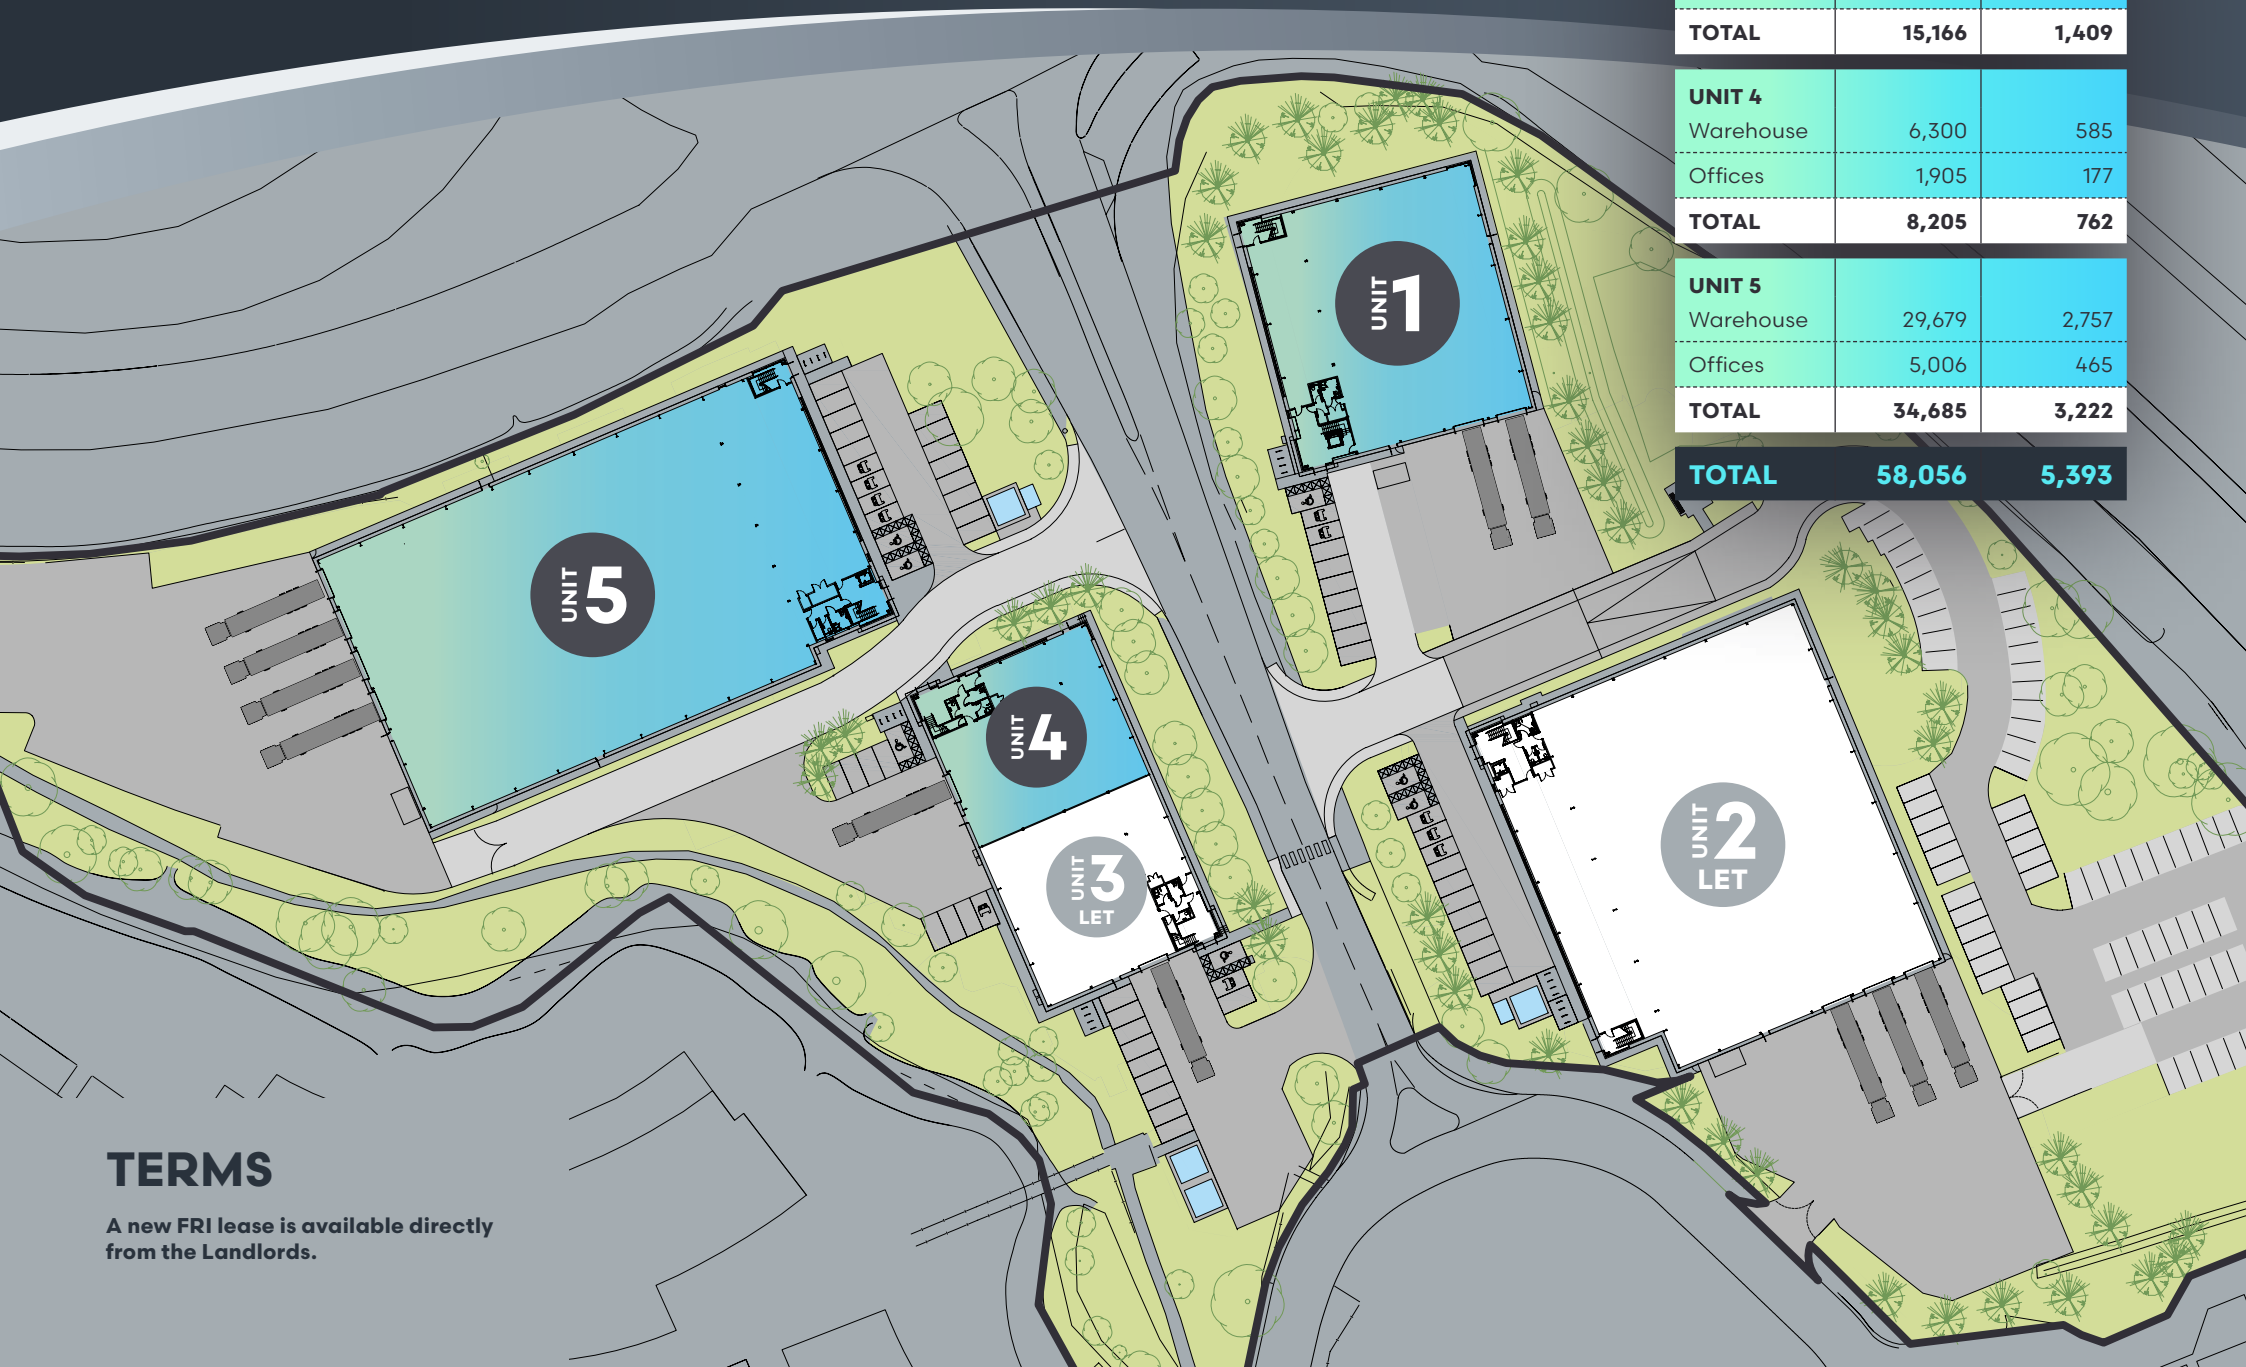 TOTAL 15,166 1,409
UNIT 4
Warehouse 6,300 585
Offices 1,905 177
TOTAL 8,205 762
UNIT 5
Warehouse 29,679 2,757
Offices 5,006 465
TOTAL 34,685 3,222
TOTAL 58,056 5,393
UNIT 1
UNIT 5
UNIT 4
UNIT 3
LET
UNIT 2
LET
TERMS
A new FRI lease is available directly
from the Landlords.